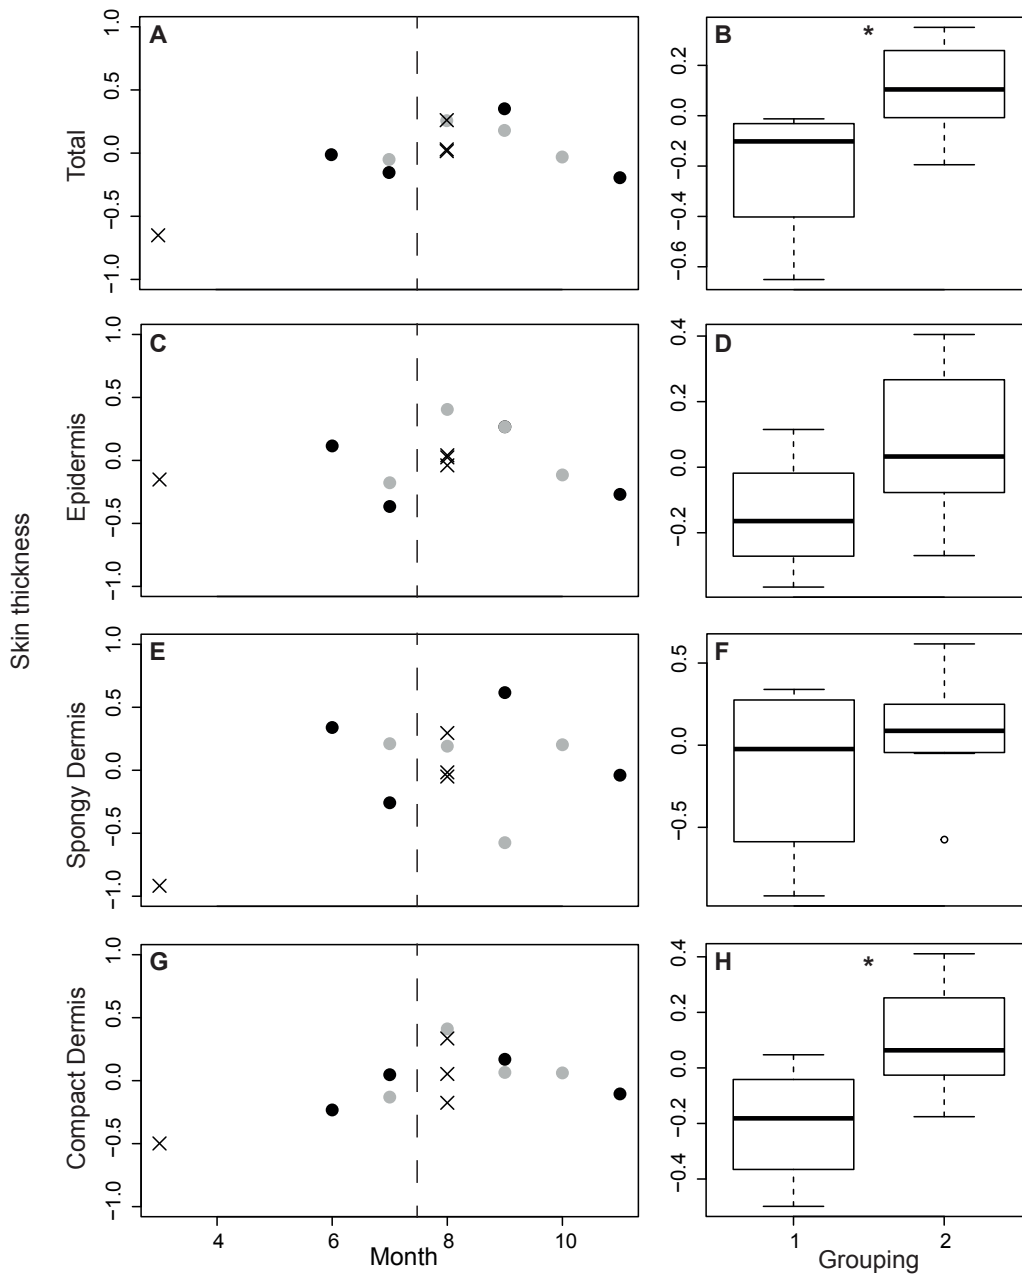 Skin thickness
A
Total
1.0
0.5
0.0
−0.5
−1.0
B
*
0.2
0.0
−0.2
−0.4
−0.6
C
Epidermis
1.0
0.5
0.0
−0.5
−1.0
D
0.4
0.2
0.0
−0.2
E
Spongy Dermis
1.0
0.5
0.0
−0.5
−1.0
F
0.5
0.0
−0.5
G
Compact Dermis
1.0
0.5
0.0
−0.5
−1.0
4 6 8 10
Month
H
*
0.4
0.2
0.0
−0.2
−0.4
1 2
Grouping